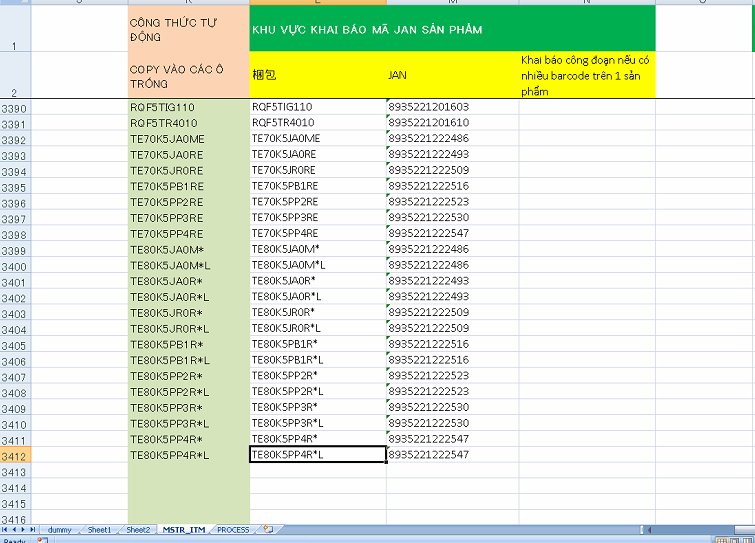 CÔNG THỨC TỰ
ĐỘNG
KHU VỰC KHAI BÁO MÃ JAN SẢN PHẨM
1
COPY VÀO CÁC Ô
TRỐNG
梱包
JAN
Khai báo công đoạn nếu có
nhiều barcode trên 1 sản
phẩm
2
3390 RQF5TIG110 RQF5TIG110 8935221201603
3391 RQF5TR4010 RQF5TR4010 8935221201610
3392 TE70K5JA0ME TE70K5JA0ME 8935221222486
3393 TE70K5JA0RE TE70K5JA0RE 8935221222493
3394 TE70K5JR0RE TE70K5JR0RE 8935221222509
3395 TE70K5PB1RE TE70K5PB1RE 8935221222516
3396 TE70K5PP2RE TE70K5PP2RE 8935221222523
3397 TE70K5PP3RE TE70K5PP3RE 8935221222530
3398 TE70K5PP4RE TE70K5PP4RE 8935221222547
3399 TE80K5JA0M* TE80K5JA0M* 8935221222486
3400 TE80K5JA0M*L TE80K5JA0M*L 8935221222486
3401 TE80K5JA0R* TE80K5JA0R* 8935221222493
3402 TE80K5JA0R*L TE80K5JA0R*L 8935221222493
3403 TE80K5JR0R* TE80K5JR0R* 8935221222509
3404 TE80K5JR0R*L TE80K5JR0R*L 8935221222509
3405 TE80K5PB1R* TE80K5PB1R* 8935221222516
3406 TE80K5PB1R*L TE80K5PB1R*L 8935221222516
3407 TE80K5PP2R* TE80K5PP2R* 8935221222523
3408 TE80K5PP2R*L TE80K5PP2R*L 8935221222523
3409 TE80K5PP3R* TE80K5PP3R* 8935221222530
3410 TE80K5PP3R*L TE80K5PP3R*L 8935221222530
3411 TE80K5PP4R* TE80K5PP4R* 8935221222547
3412 TE80K5PP4R*L TE80K5PP4R*L 8935221222547
3413
3414
3415
3416
dummy Sheet1 Sheet2 MSTR_ITM PROCESS